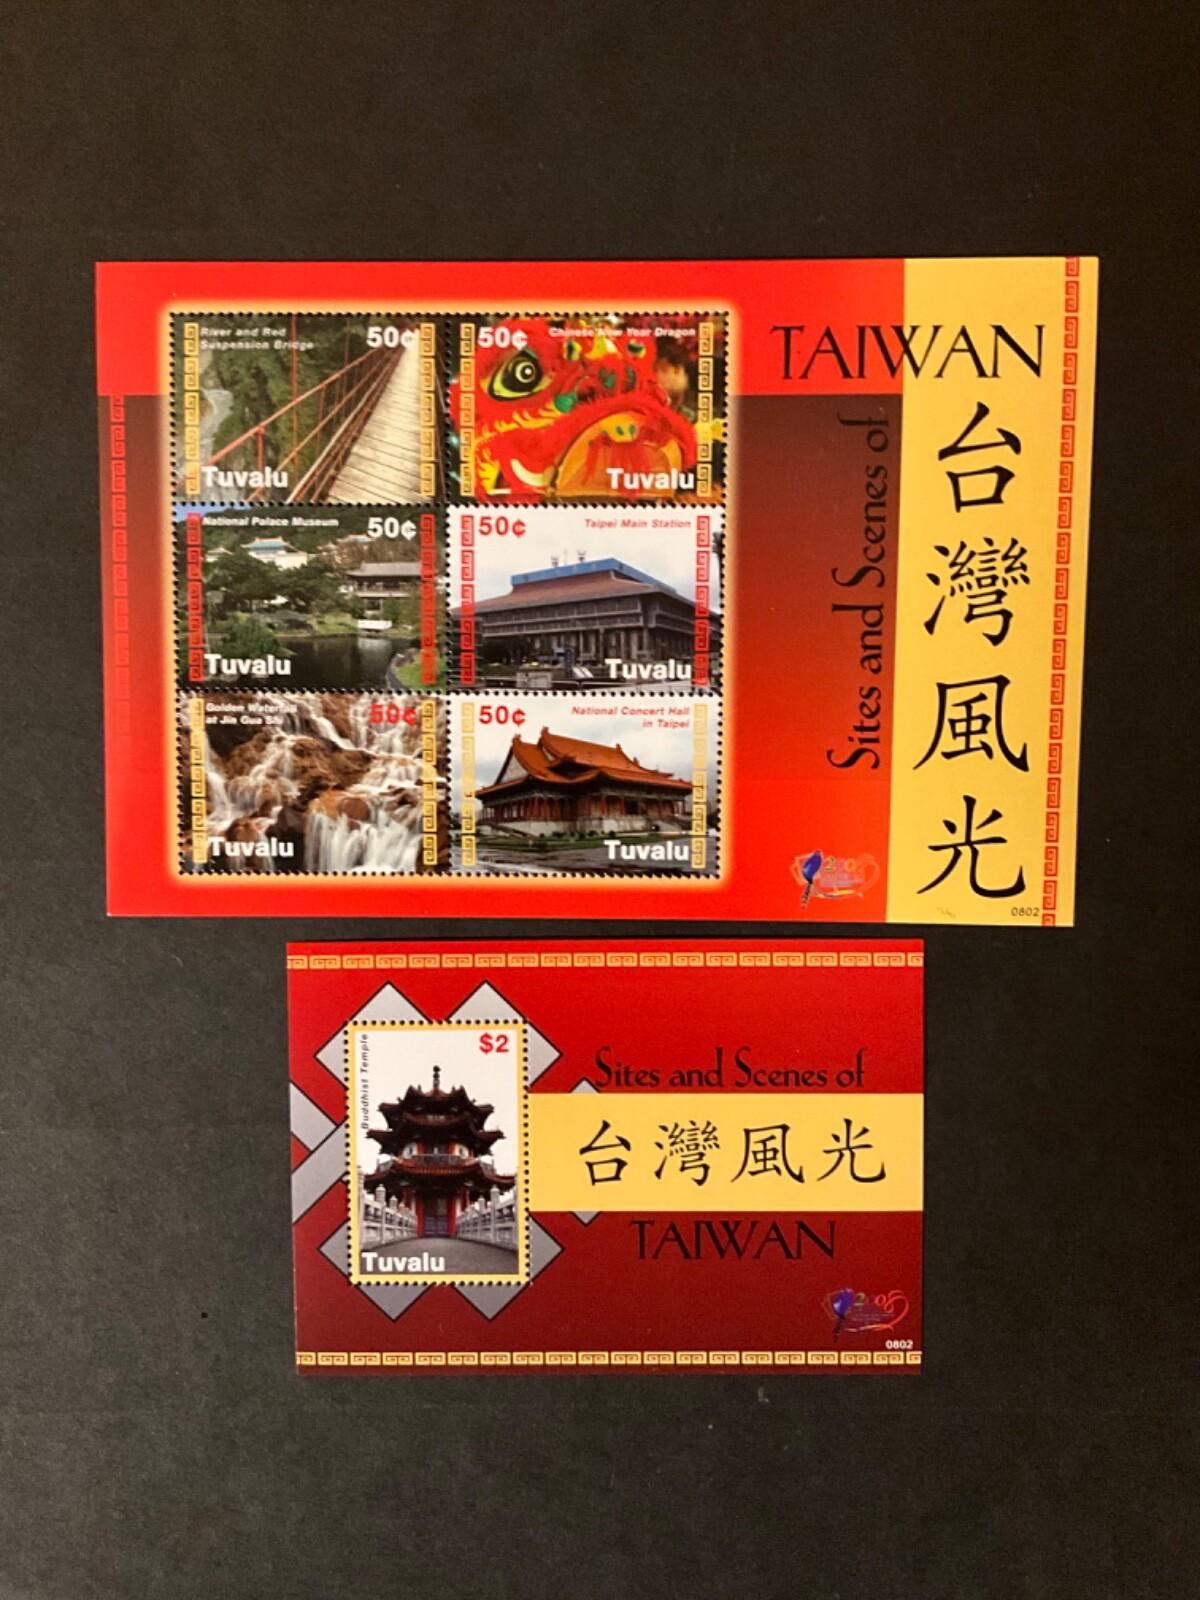 River and Red
Suspension Bridge
50¢
Tuvalu
50¢
Chinese New Year Dragon
Tuvalu
National Palace Museum
50¢
Tuvalu
50¢
Taipei Main Station
Tuvalu
Golden Waterfall
at Jin Gua Shi
50¢
Tuvalu
50¢
National Concert Hall
in Taipei
Tuvalu
TAIWAN
Sites and Scenes of
台灣風光
2008
0802
Buddhist Temple
$2
Tuvalu
Sites and Scenes of
台灣風光
TAIWAN
2008
0802